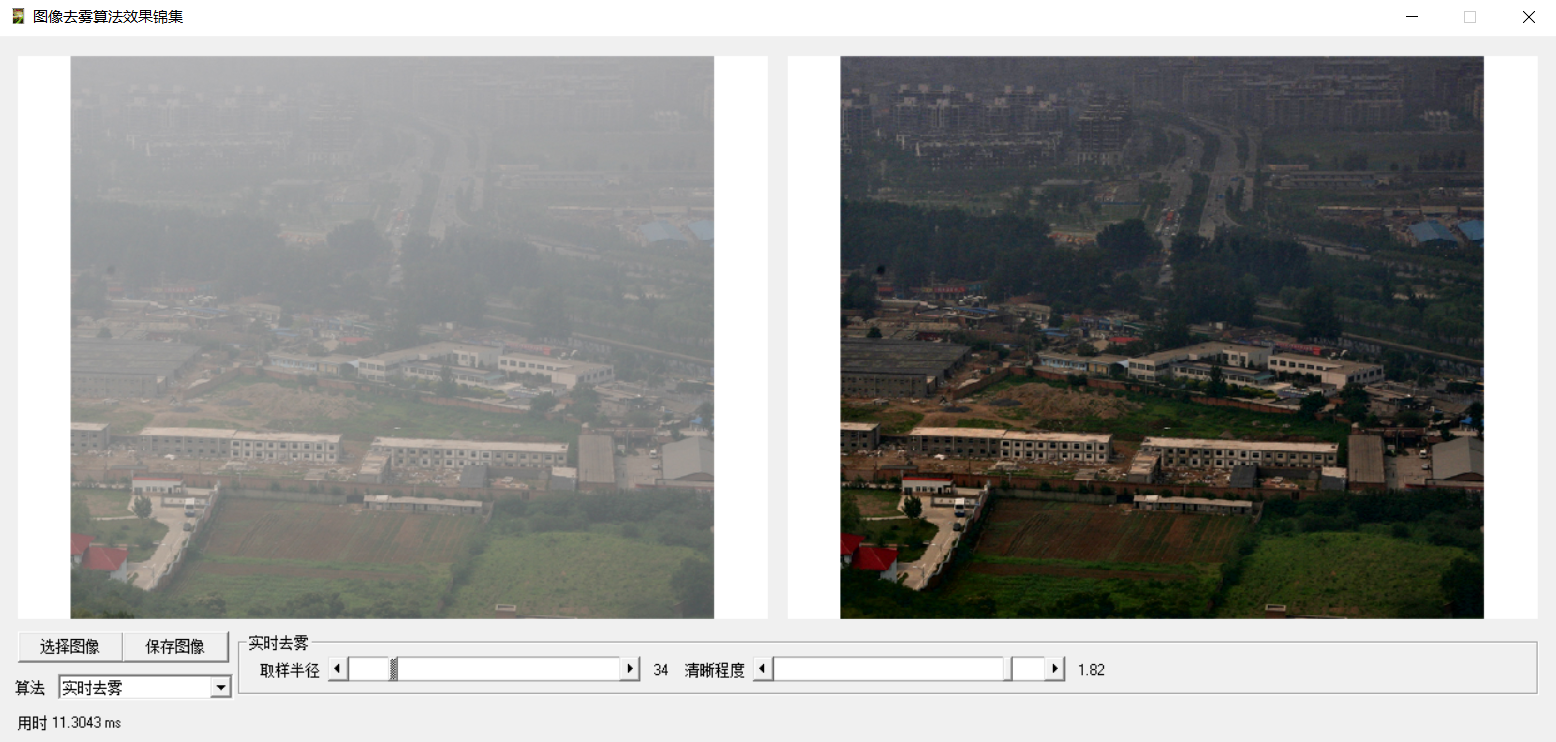 图像去雾算法效果锦集
选择图像 保存图像
实时去雾
取样半径 34 清晰程度 1.82
算法 实时去雾
用时 11.3043 ms